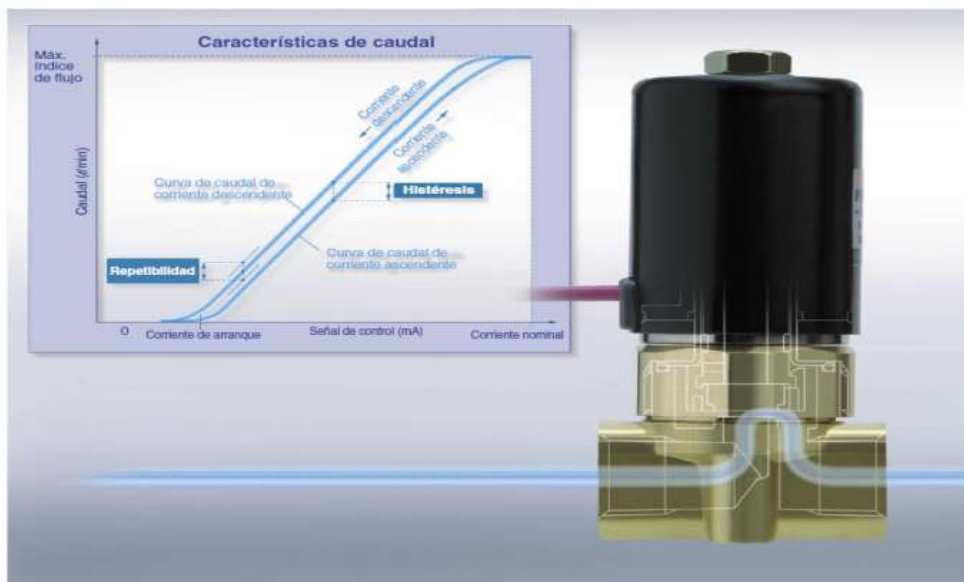 Características de caudal
Máx.
índice
de flujo
Caudal (ℓ/min)
Corriente
descendente
Corriente
ascendente
Curva de caudal de
corriente descendente
Histéresis
Curva de caudal de
corriente ascendente
Repetibilidad
O
Corriente de arranque
Señal de control (mA)
Corriente nominal